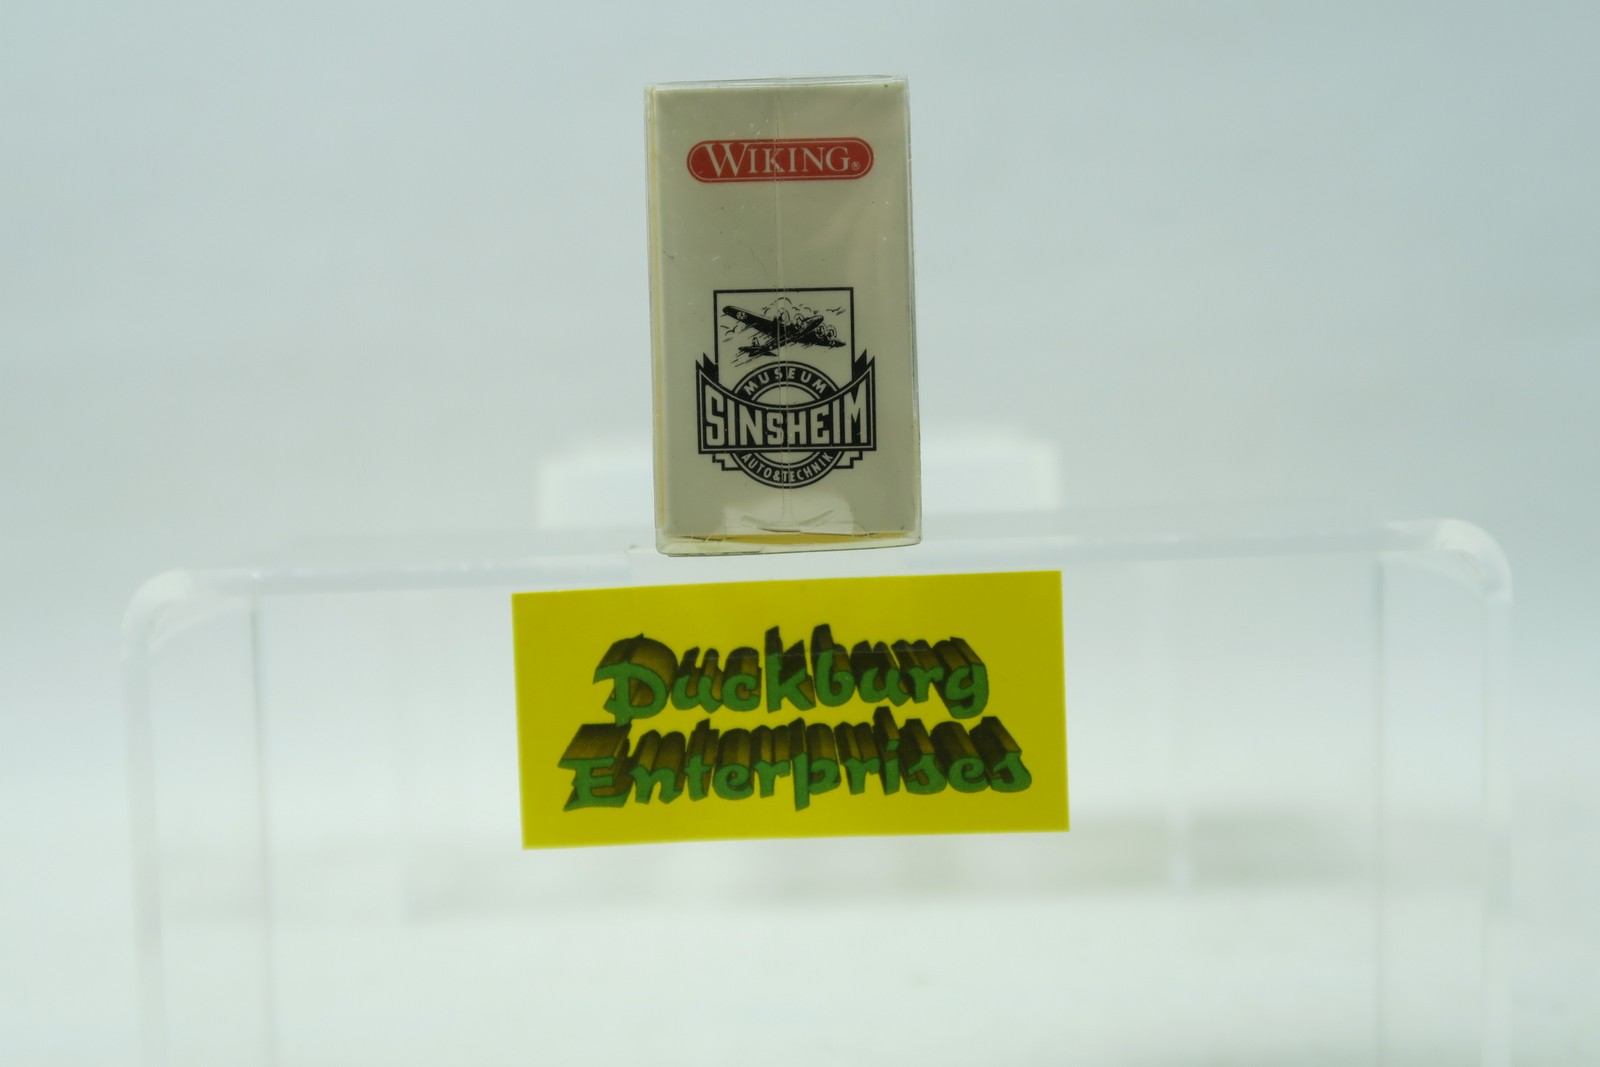 WIKING®
MUSEUM
SINSHEIM
AUTO & TECHNIK
Duckburg
Enterprises